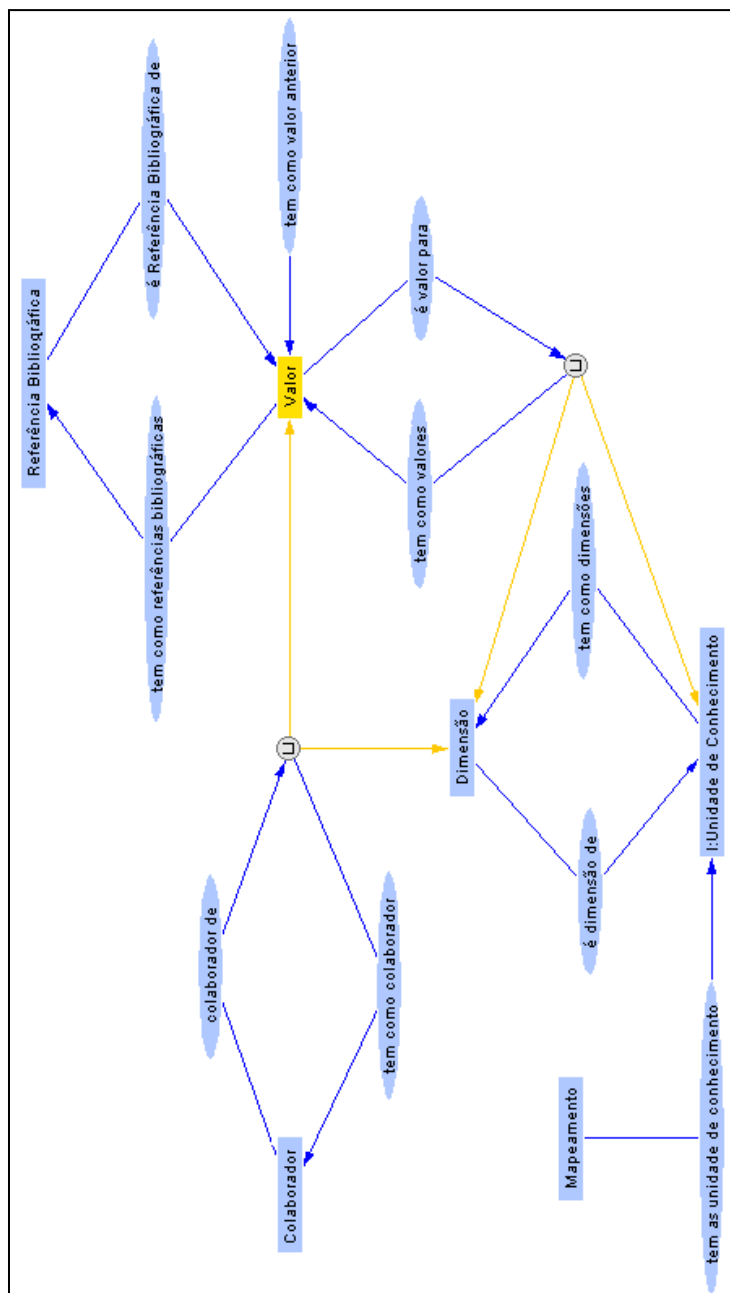 Referência Bibliográfica
tem como referências bibliográficas
é Referência Bibliográfica de
colaborador de
Colaborador
⊔
Valor
tem como valor anterior
tem como colaborador
tem como valores
é valor para
Dimensão
Mapeamento
⊔
é dimensão de
tem como dimensões
tem as unidade de conhecimento
I:Unidade de Conhecimento